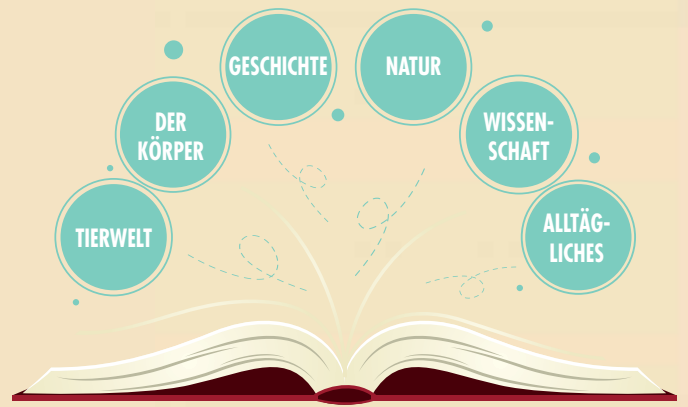 TIERWELT
DER
KÖRPER
GESCHICHTE
NATUR
WISSEN-
SCHAFT
ALLTÄG-
LICHES